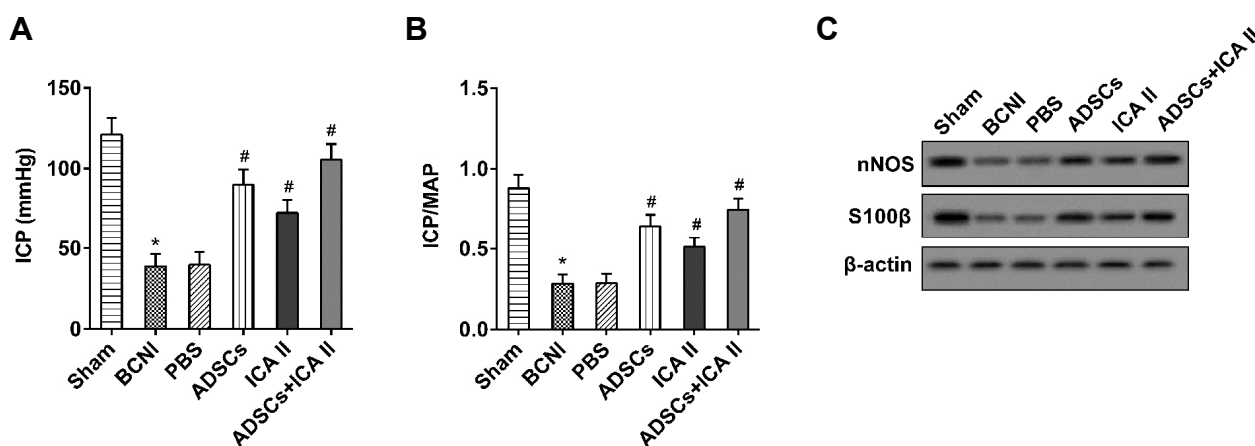 A
ICP (mmHg)
150
100
50
0
*
#
#
#
Sham
BCNI
PBS
ADSCs
ICA II
ADSCs+ICA II
B
ICP/MAP
1.5
1.0
0.5
0.0
*
#
#
#
Sham
BCNI
PBS
ADSCs
ICA II
ADSCs+ICA II
C
Sham
BCNI
PBS
ADSCs
ICA II
ADSCs+ICA II
nNOS
S100β
β-actin